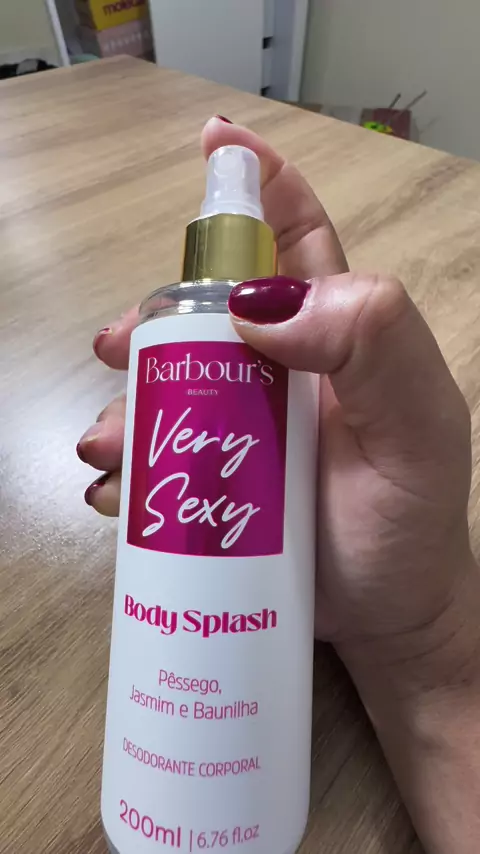 Barbour's
BEAUTY
Very
Sexy
Body Splash
Pêssego,
Jasmim e Baunilha
DESODORANTE CORPORAL
200ml | 6.76 fl.oz